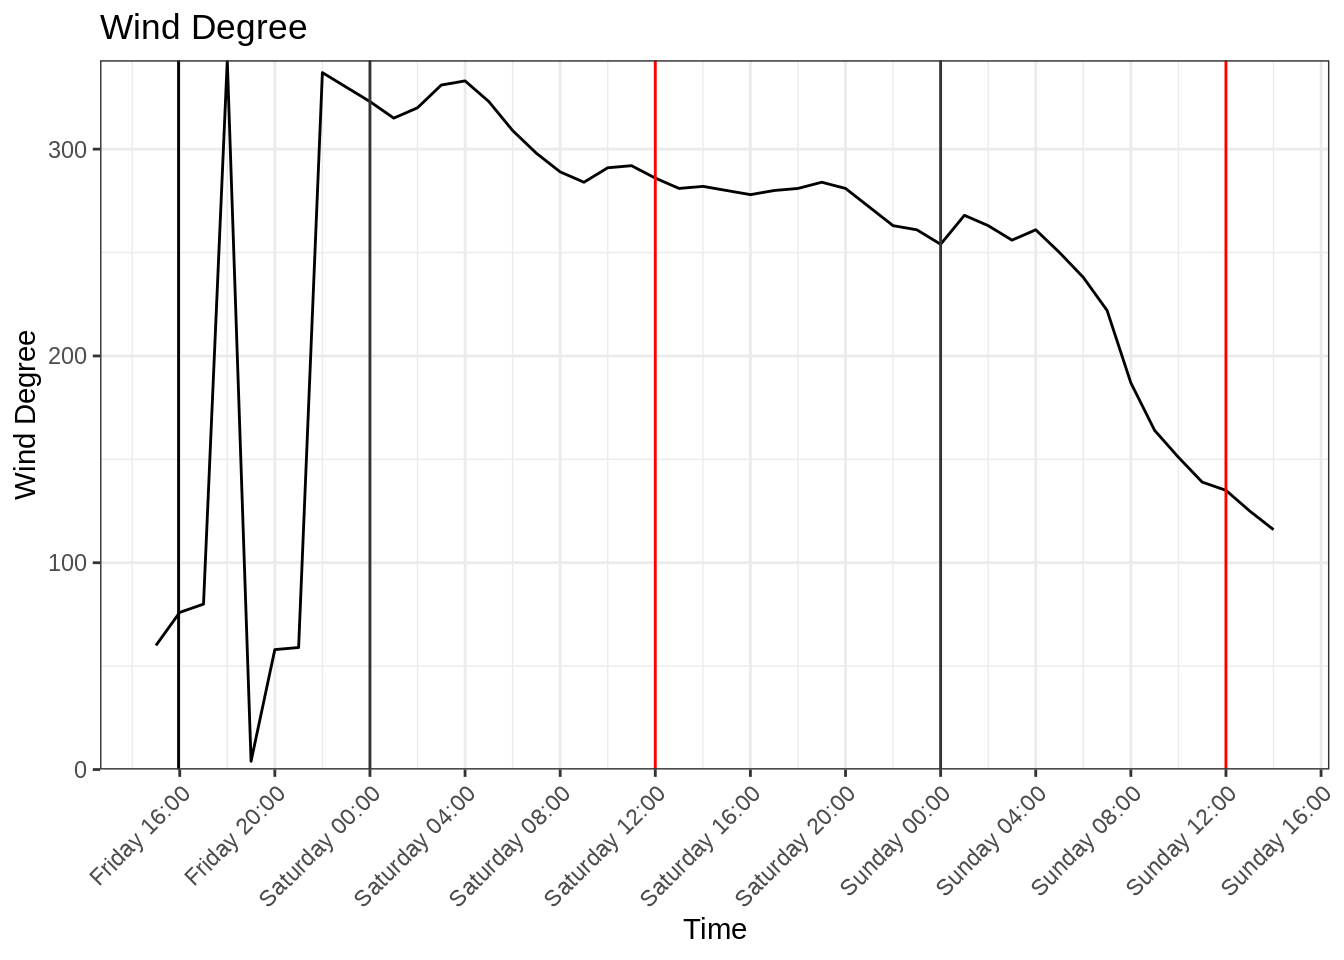 Wind Degree
Wind Degree
300
200
100
0
Friday 16:00
Friday 20:00
Saturday 00:00
Saturday 04:00
Saturday 08:00
Saturday 12:00
Saturday 16:00
Saturday 20:00
Sunday 00:00
Sunday 04:00
Sunday 08:00
Sunday 12:00
Sunday 16:00
Time